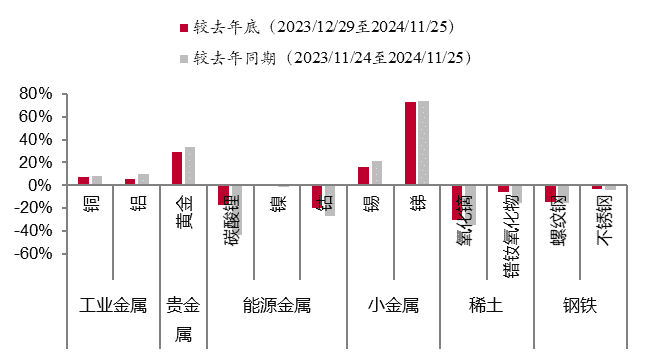 较去年底（2023/12/29至2024/11/25）
较去年同期（2023/11/24至2024/11/25）
80%
60%
40%
20%
0%
-20%
-40%
-60%
铜
铝
黄金
碳酸锂
镍
钴
锡
锑
氧化镝
镨钕氧化物
螺纹钢
不锈钢
工业金属
贵金属
能源金属
小金属
稀土
钢铁